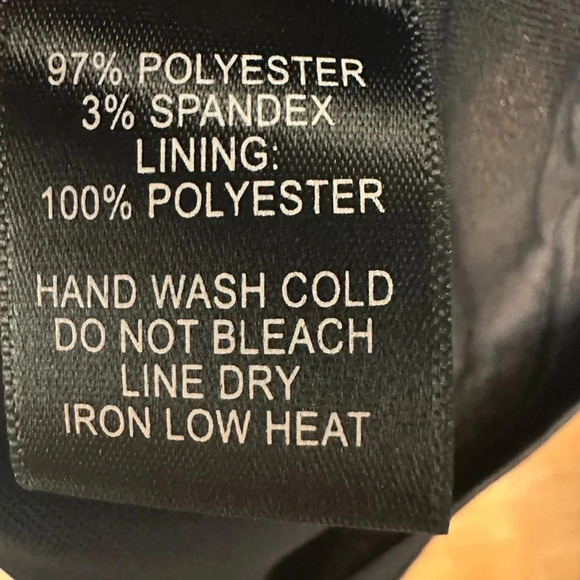 97% POLYESTER
3% SPANDEX
LINING:
100% POLYESTER
HAND WASH COLD
DO NOT BLEACH
LINE DRY
IRON LOW HEAT